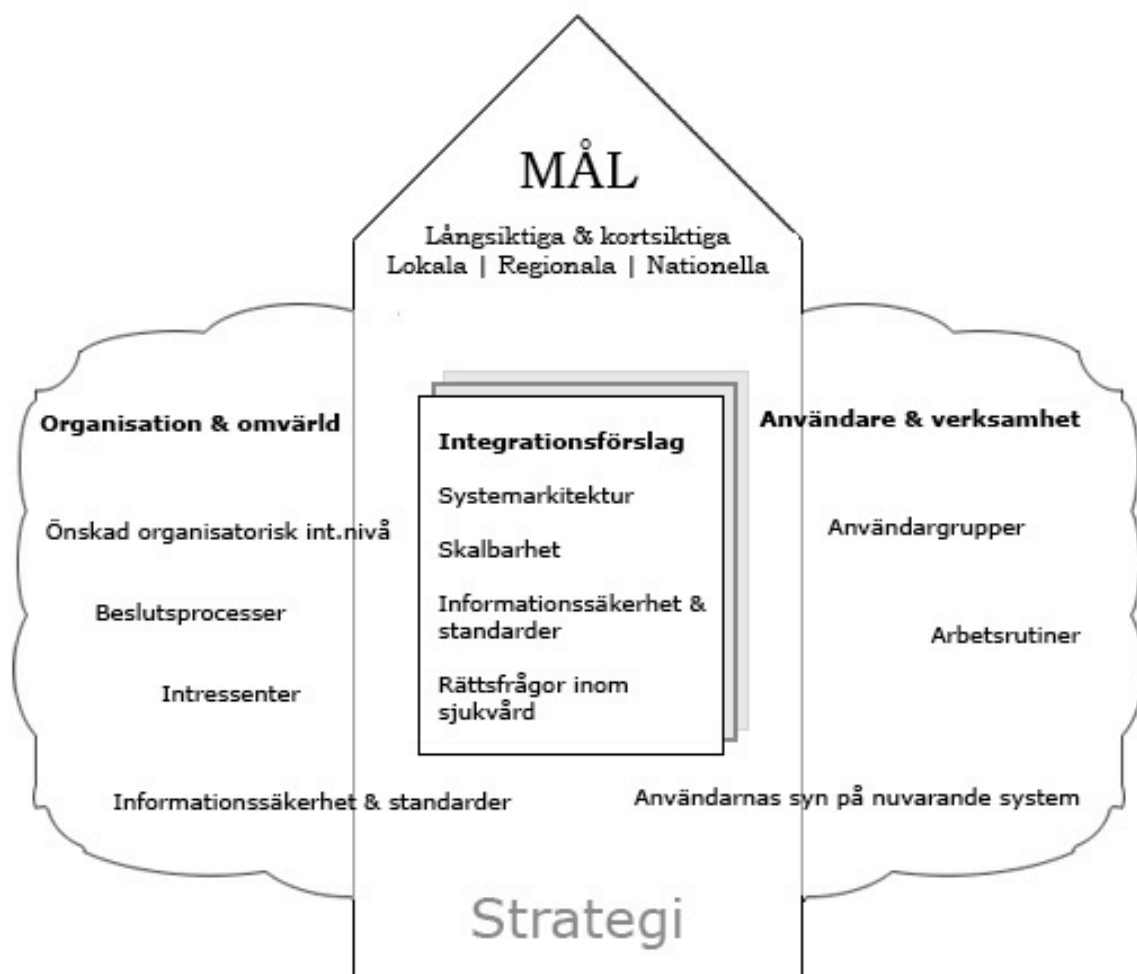 MÅL
Långsiktiga & kortsiktiga
Lokala | Regionala | Nationella
Organisation & omvärld
Önskad organisatorisk int.nivå
Beslutsprocesser
Intressenter
Informationssäkerhet & standarder
Integrationsförslag
Systemarkitektur
Skalbarhet
Informationssäkerhet &
standarder
Rättsfrågor inom
sjukvård
Användare & verksamhet
Användargrupper
Arbetsrutiner
Användarnas syn på nuvarande system
Strategi